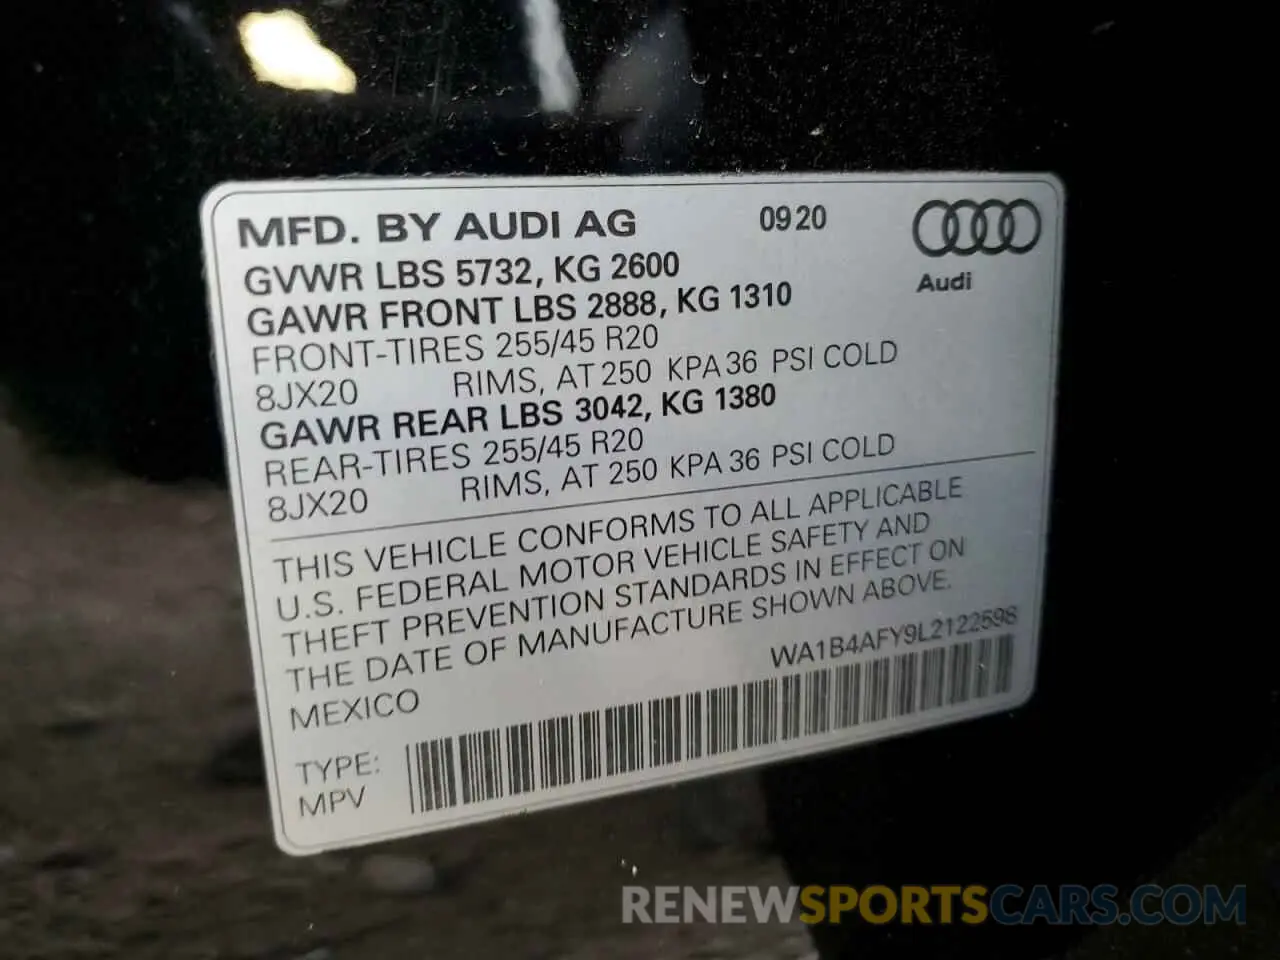 MFD. BY AUDI AG 09 20
Audi
GVWR LBS 5732, KG 2600
GAWR FRONT LBS 2888, KG 1310
FRONT-TIRES 255/45 R20
8JX20 RIMS, AT 250 KPA 36 PSI COLD
GAWR REAR LBS 3042, KG 1380
REAR-TIRES 255/45 R20
8JX20 RIMS, AT 250 KPA 36 PSI COLD
THIS VEHICLE CONFORMS TO ALL APPLICABLE
U.S. FEDERAL MOTOR VEHICLE SAFETY AND
THEFT PREVENTION STANDARDS IN EFFECT ON
THE DATE OF MANUFACTURE SHOWN ABOVE.
MEXICO WA1B4AFY9L2122598
TYPE:
MPV
RENEWSPORTSCARS.COM